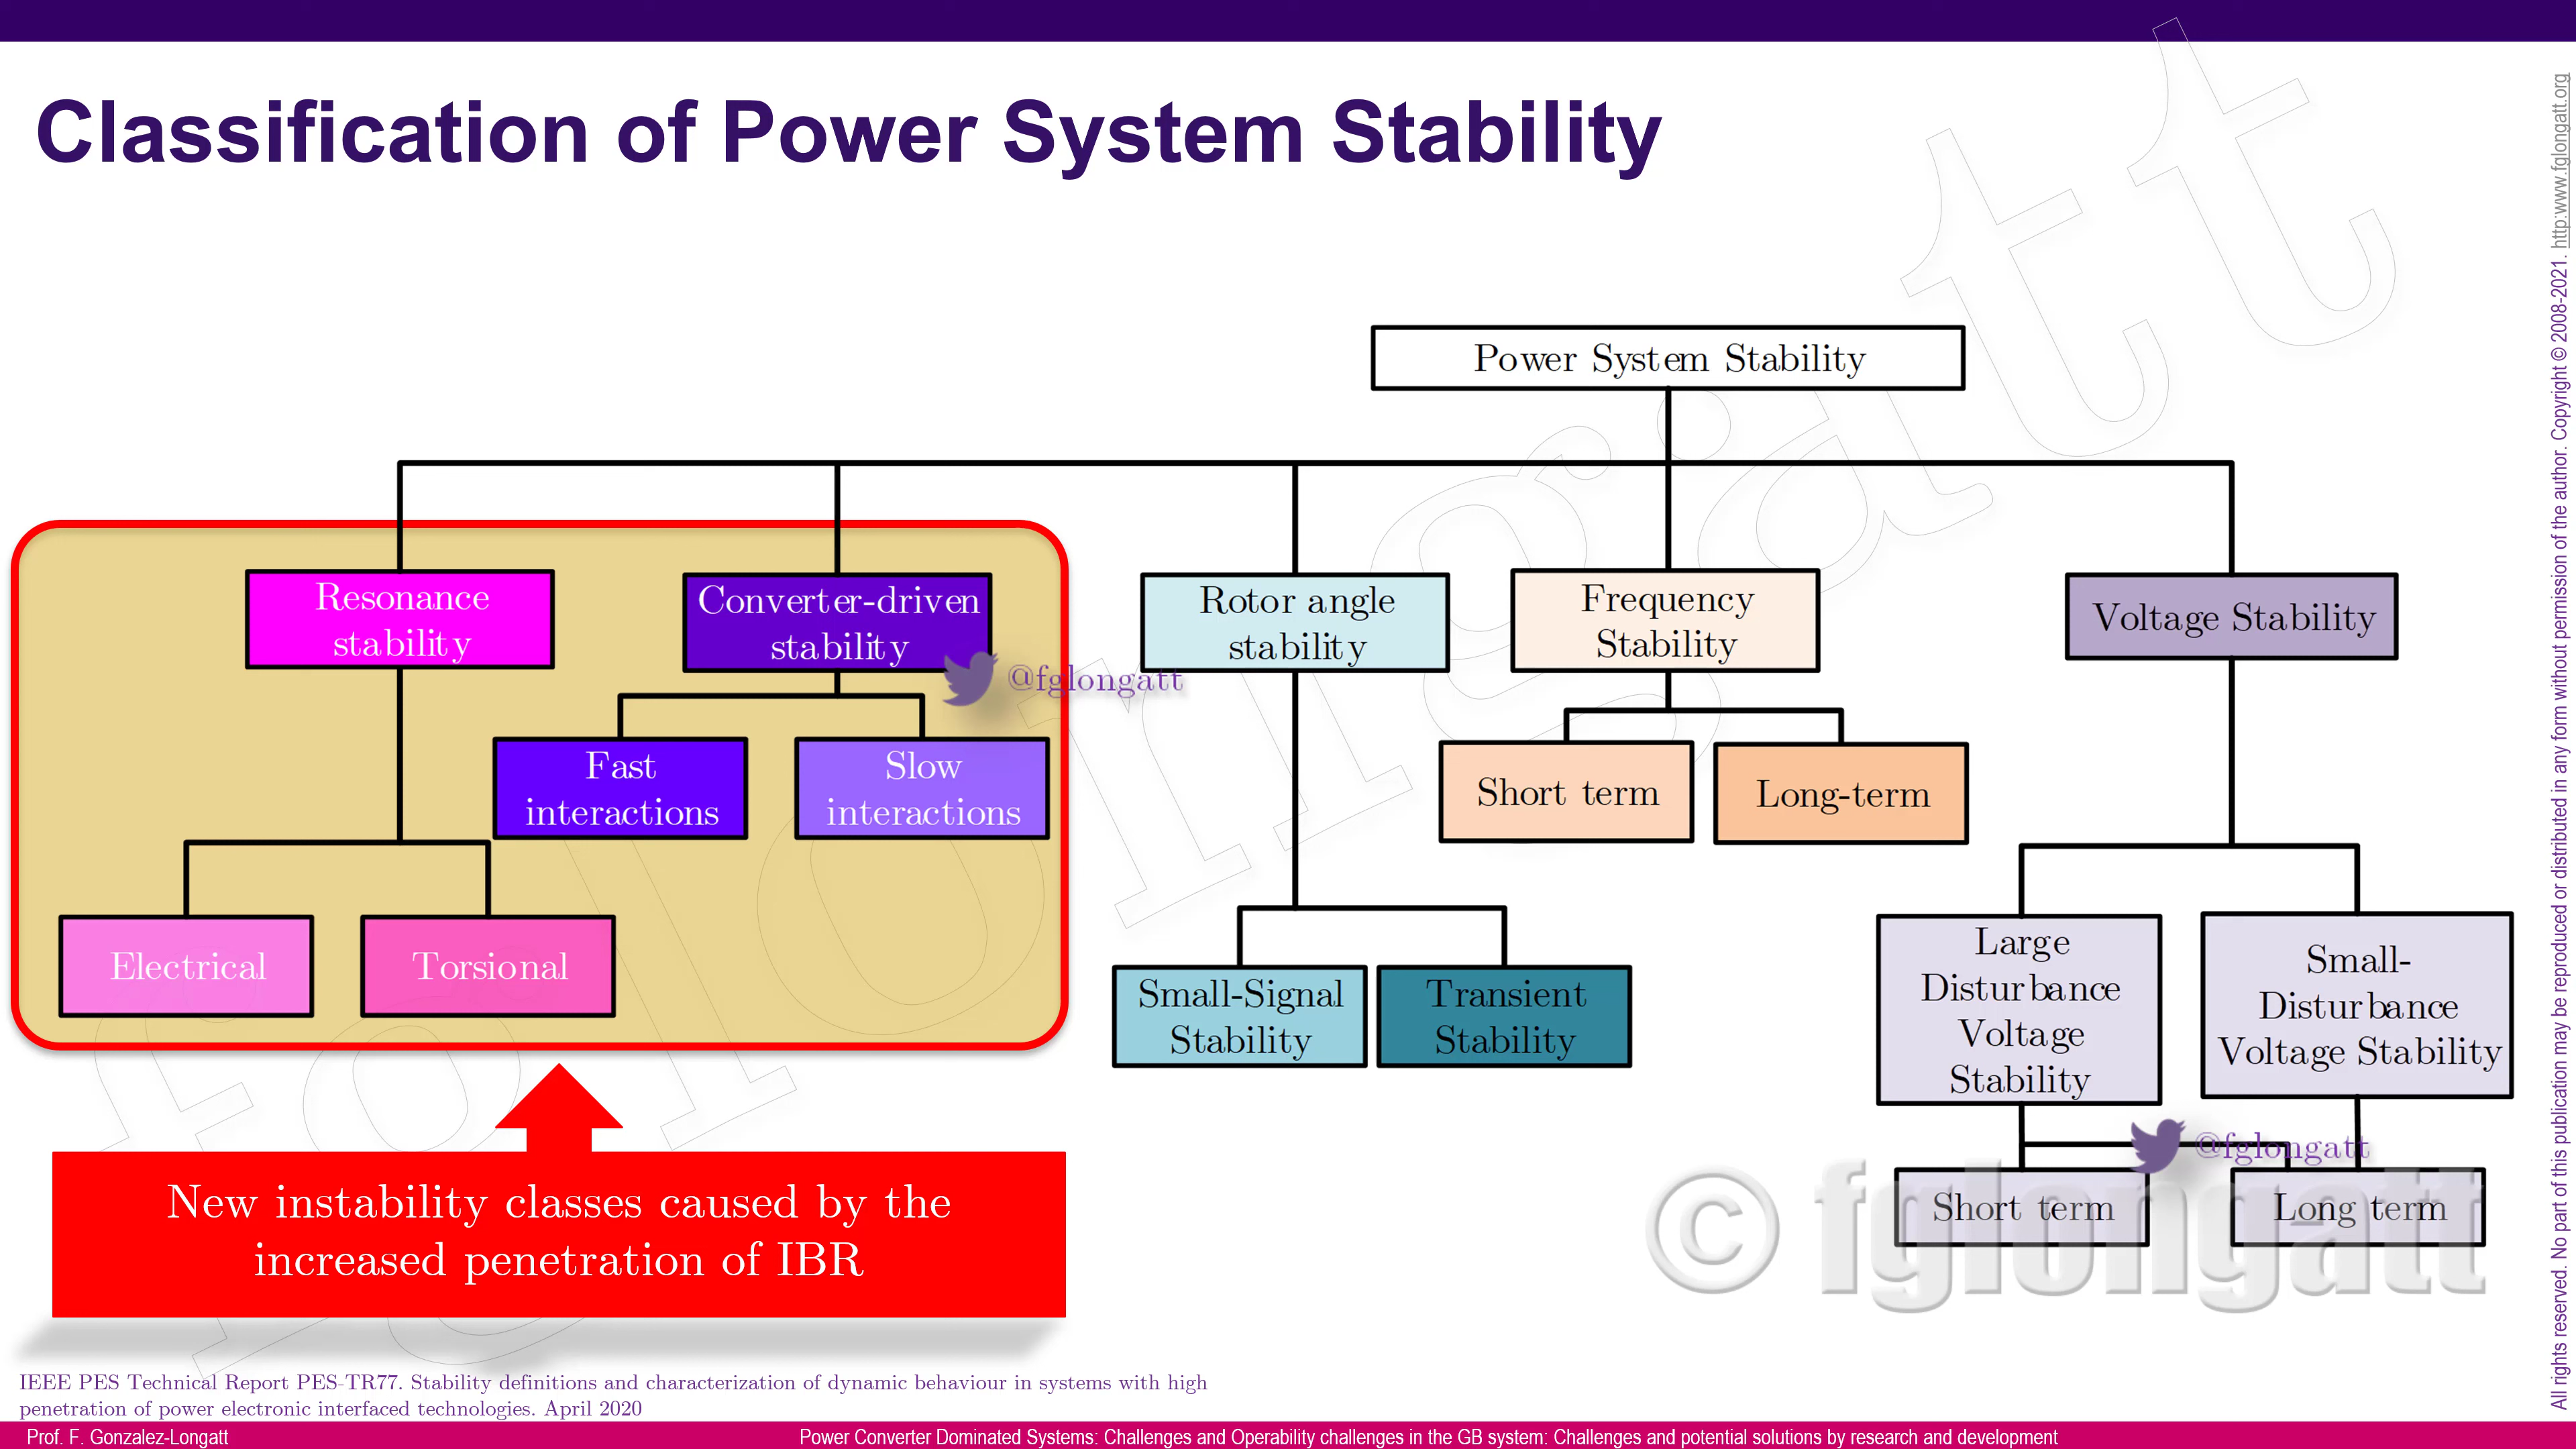 Classification of Power System Stability
Power System Stability
Resonance
stability
Converter-driven
stability
Rotor angle
stability
Frequency
Stability
Voltage Stability
@fglongatt
Fast
interactions
Slow
interactions
Short term
Long-term
Electrical
Torsional
Small-Signal
Stability
Transient
Stability
Large
Disturbance
Voltage
Stability
Small-
Disturbance
Voltage Stability
@fglongatt
Short term
Long term
© fglongatt
New instability classes caused by the
increased penetration of IBR
IEEE PES Technical Report PES-TR77. Stability definitions and characterization of dynamic behaviour in systems with high
penetration of power electronic interfaced technologies. April 2020
Prof. F. Gonzalez-Longatt
Power Converter Dominated Systems: Challenges and Operability challenges in the GB system: Challenges and potential solutions by research and development
All rights reserved. No part of this publication may be reproduced or distributed in any form without permission of the author. Copyright © 2008-2021. http:www.fglongatt.org
f g l o n g a t t